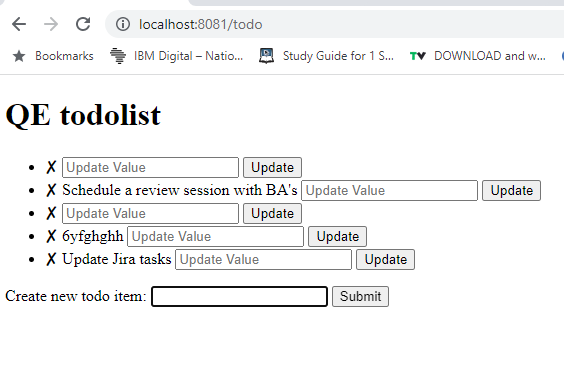 localhost:8081/todo
Bookmarks IBM Digital – Natio... Study Guide for 1 S... DOWNLOAD and w...
QE todolist
✗ Update Value Update
✗ Schedule a review session with BA's Update Value Update
✗ Update Value Update
✗ 6yfghghh Update Value Update
✗ Update Jira tasks Update Value Update
Create new todo item: Submit